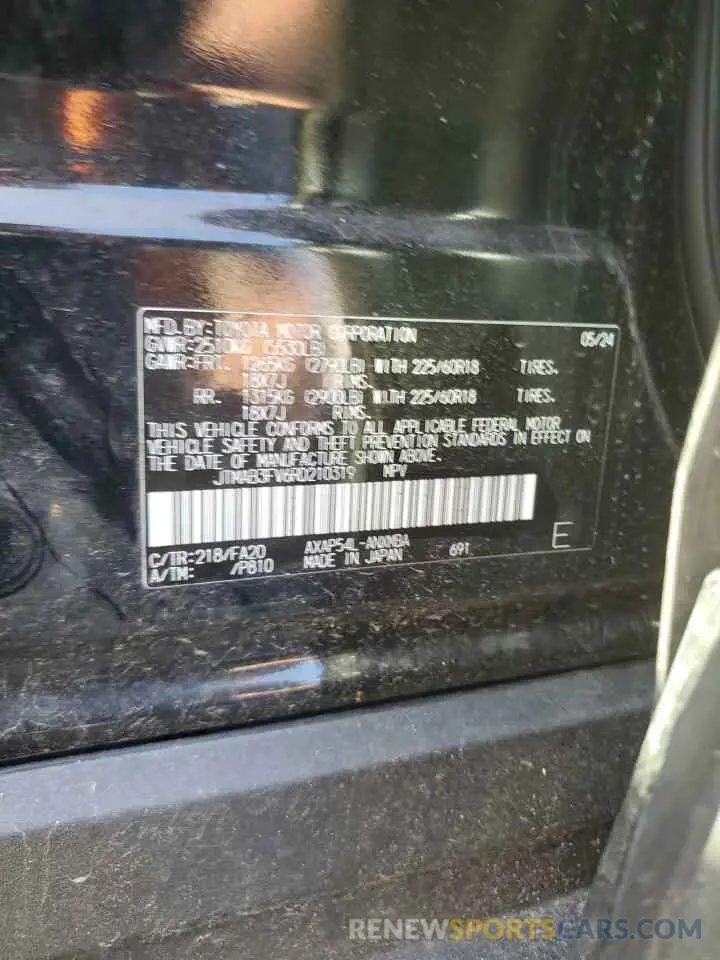 MFD. BY: TOYOTA MOTOR CORPORATION 05/24
GVWR: 2510KG (5530LB)
GAWR: FRT. 1265KG (2790LB) WITH 225/60R18 TIRES.
18X7J RIMS.
RR. 1315KG (2900LB) WITH 225/60R18 TIRES.
18X7J RIMS.
THIS VEHICLE CONFORMS TO ALL APPLICABLE FEDERAL MOTOR
VEHICLE SAFETY AND THEFT PREVENTION STANDARDS IN EFFECT ON
THE DATE OF MANUFACTURE SHOWN ABOVE.
JTMAB3FV6RD210319 MPV
C/TR: 218/FA20 AXAP54L-ANXMBA 691 E
A/TM: /P810 MADE IN JAPAN
RENEWSPORTSCARS.COM